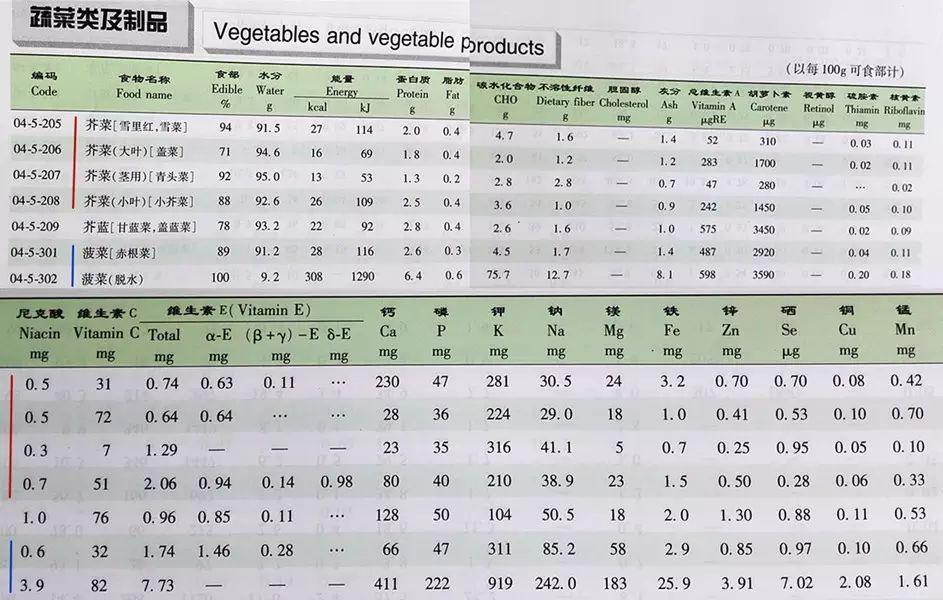 蔬菜类及制品
Vegetables and vegetable products
(以每 100g 可食部计)
编码 食物名称 食部 水分 能量 蛋白质 脂肪 碳水化合物 不溶性纤维 胆固醇 灰分 总维生素A 胡萝卜素 视黄醇 硫胺素 核黄素
Code Food name Edible Water Energy Protein Fat CHO Dietary fiber Cholesterol Ash Vitamin A Carotene Retinol Thiamin Riboflavin
% g kcal kJ g g g g mg g μgRE μg μg mg mg
04-5-205 芥菜[雪里红,雪菜] 94 91.5 27 114 2.0 0.4 4.7 1.6 — 1.4 52 310 — 0.03 0.11
04-5-206 芥菜(大叶)[盖菜] 71 94.6 16 69 1.8 0.4 2.0 1.2 — 1.2 283 1700 — 0.02 0.11
04-5-207 芥菜(茎用)[青头菜] 92 95.0 13 53 1.3 0.2 2.8 2.8 — 0.7 47 280 — … 0.02
04-5-208 芥菜(小叶)[小芥菜] 88 92.6 26 109 2.5 0.4 3.6 1.0 — 0.9 242 1450 — 0.05 0.10
04-5-209 芥蓝[甘蓝菜,盖蓝菜] 78 93.2 22 92 2.8 0.4 2.6 1.6 — 1.0 575 3450 — 0.02 0.09
04-5-301 菠菜[赤根菜] 89 91.2 28 116 2.6 0.3 4.5 1.7 — 1.4 487 2920 — 0.04 0.11
04-5-302 菠菜(脱水) 100 9.2 308 1290 6.4 0.6 75.7 12.7 — 8.1 598 3590 — 0.20 0.18
尼克酸 维生素 C 维生素 E(Vitamin E) 钙 磷 钾 钠 镁 铁 锌 硒 铜 锰
Niacin Vitamin C Total α-E (β+γ)-E δ-E Ca P K Na Mg Fe Zn Se Cu Mn
mg mg mg mg mg mg mg mg mg mg mg mg mg μg mg mg
0.5 31 0.74 0.63 0.11 … 230 47 281 30.5 24 3.2 0.70 0.70 0.08 0.42
0.5 72 0.64 0.64 … … 28 36 224 29.0 18 1.0 0.41 0.53 0.10 0.70
0.3 7 1.29 — — — 23 35 316 41.1 5 0.7 0.25 0.95 0.05 0.10
0.7 51 2.06 0.94 0.14 0.98 80 40 210 38.9 23 1.5 0.50 0.28 0.06 0.33
1.0 76 0.96 0.85 0.11 … 128 50 104 50.5 18 2.0 1.30 0.88 0.11 0.53
0.6 32 1.74 1.46 0.28 … 66 47 311 85.2 58 2.9 0.85 0.97 0.10 0.66
3.9 82 7.73 — — — 411 222 919 242.0 183 25.9 3.91 7.02 2.08 1.61